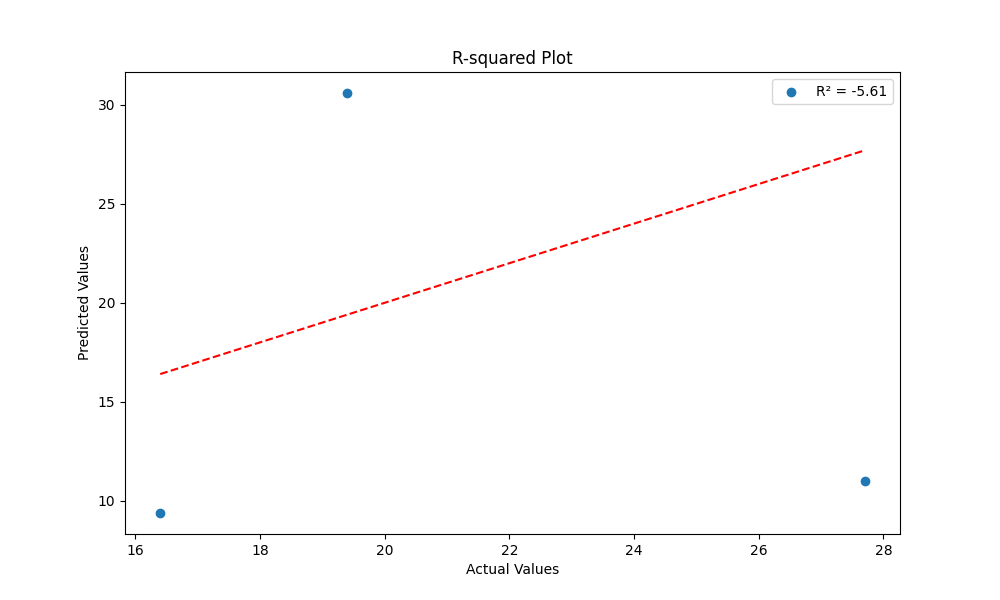 R-squared Plot
R² = -5.61
Predicted Values
30
25
20
15
10
16 18 20 22 24 26 28
Actual Values